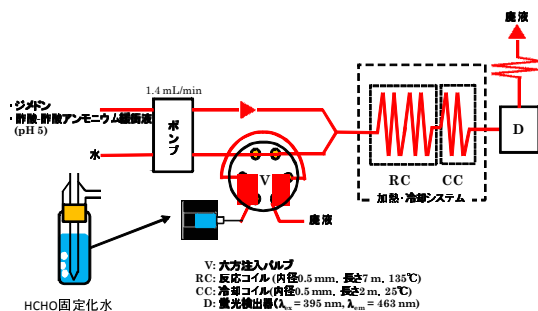 廃液
1.4 mL/min
・ジメドン
・酢酸-酢酸アンモニウム緩衝液
(pH 5)
ポンプ
水
V
D
RC
CC
加熱・冷却システム
廃液
HCHO固定化水
V: 六方注入バルブ
RC: 反応コイル (内径0.5 mm，長さ7 m, 135℃)
CC: 冷却コイル(内径0.5 mm，長さ2 m, 25℃)
D: 蛍光検出器(λex = 395 nm, λem = 463 nm)